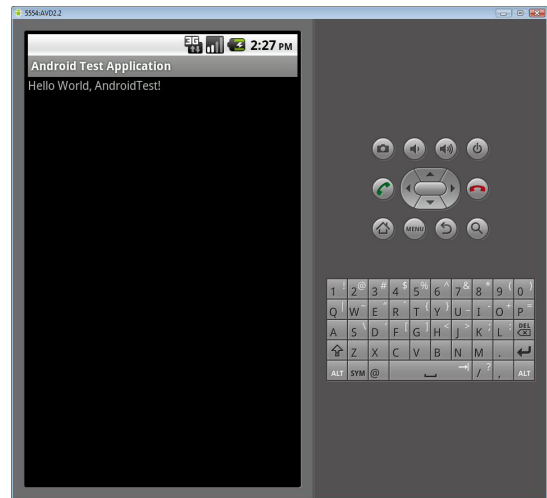 5554:AVD2.2
3G 2:27 PM
Android Test Application
Hello World, AndroidTest!
MENU
1 ! 2 @ 3 # 4 $ 5 % 6 ^ 7 & 8 * 9 ( 0 )
Q | W ~ E " R ` T { Y } U _ I - O + P =
A S \ D ' F [ G ] H < J > K ; L : DEL
Z X C V B N M .
ALT SYM @ / ? , ALT